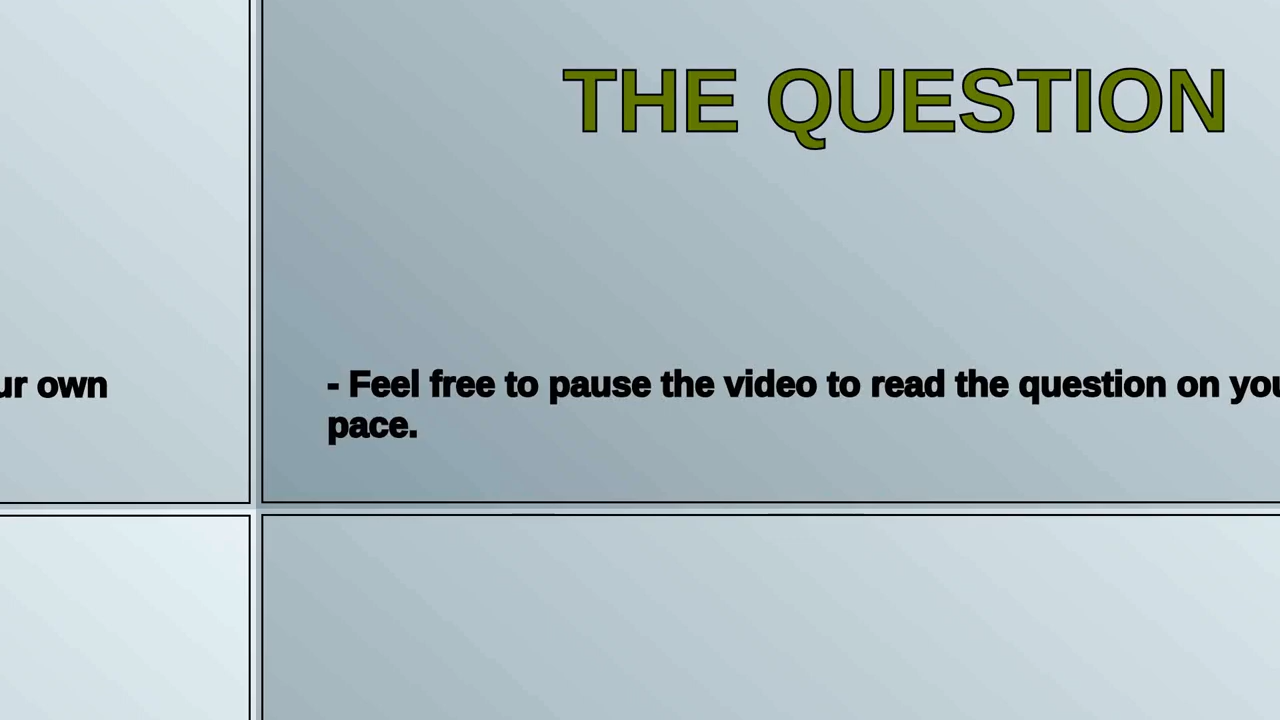 THE QUESTION
ur own
- Feel free to pause the video to read the question on you
pace.